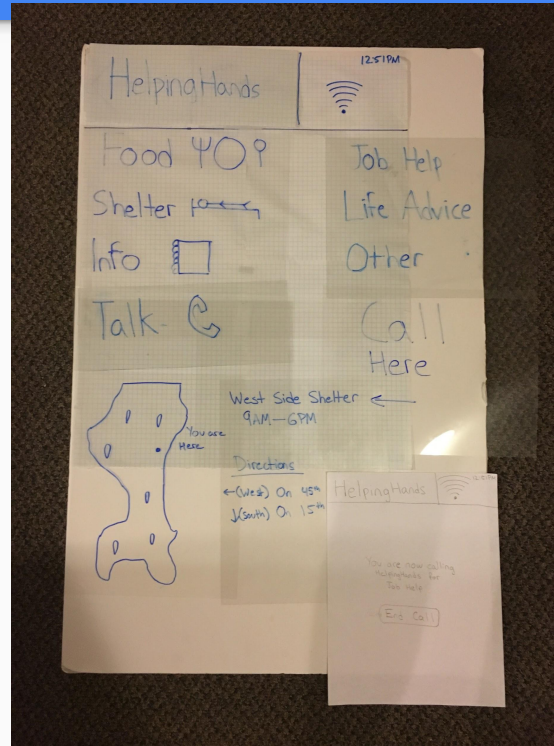 HelpingHands
12:51PM
Food
Shelter
Info
Talk
Job Help
Life Advice
Other
Call
Here
You are
Here
West Side Shelter
9AM-6PM
Directions
←(West) On 45th
↓(South) On 15th
HelpingHands
You are now calling
HelpingHands for
Job Help
End Call